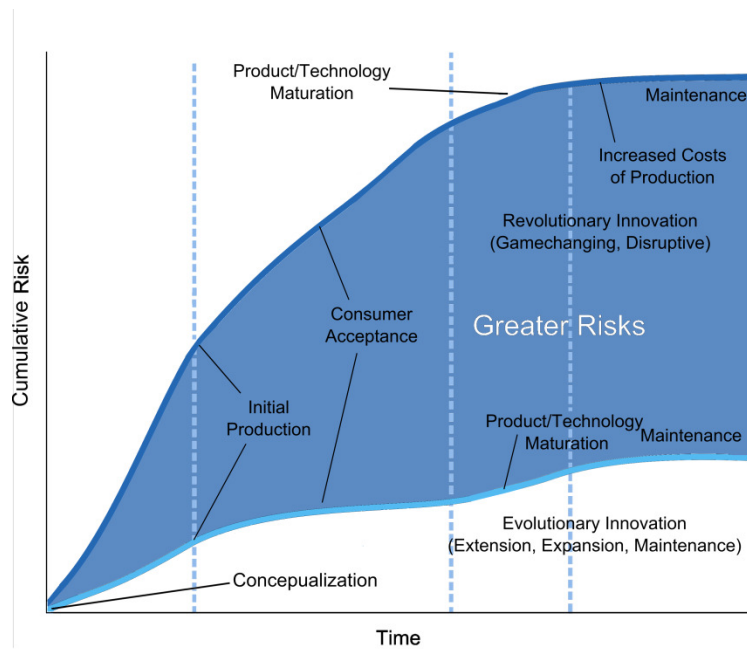 Product/Technology
Maturation
Maintenance
Increased Costs
of Production
Revolutionary Innovation
(Gamechanging, Disruptive)
Cumulative Risk
Consumer
Acceptance
Greater Risks
Initial
Production
Product/Technology
Maturation
Maintenance
Evolutionary Innovation
(Extension, Expansion, Maintenance)
Concepualization
Time